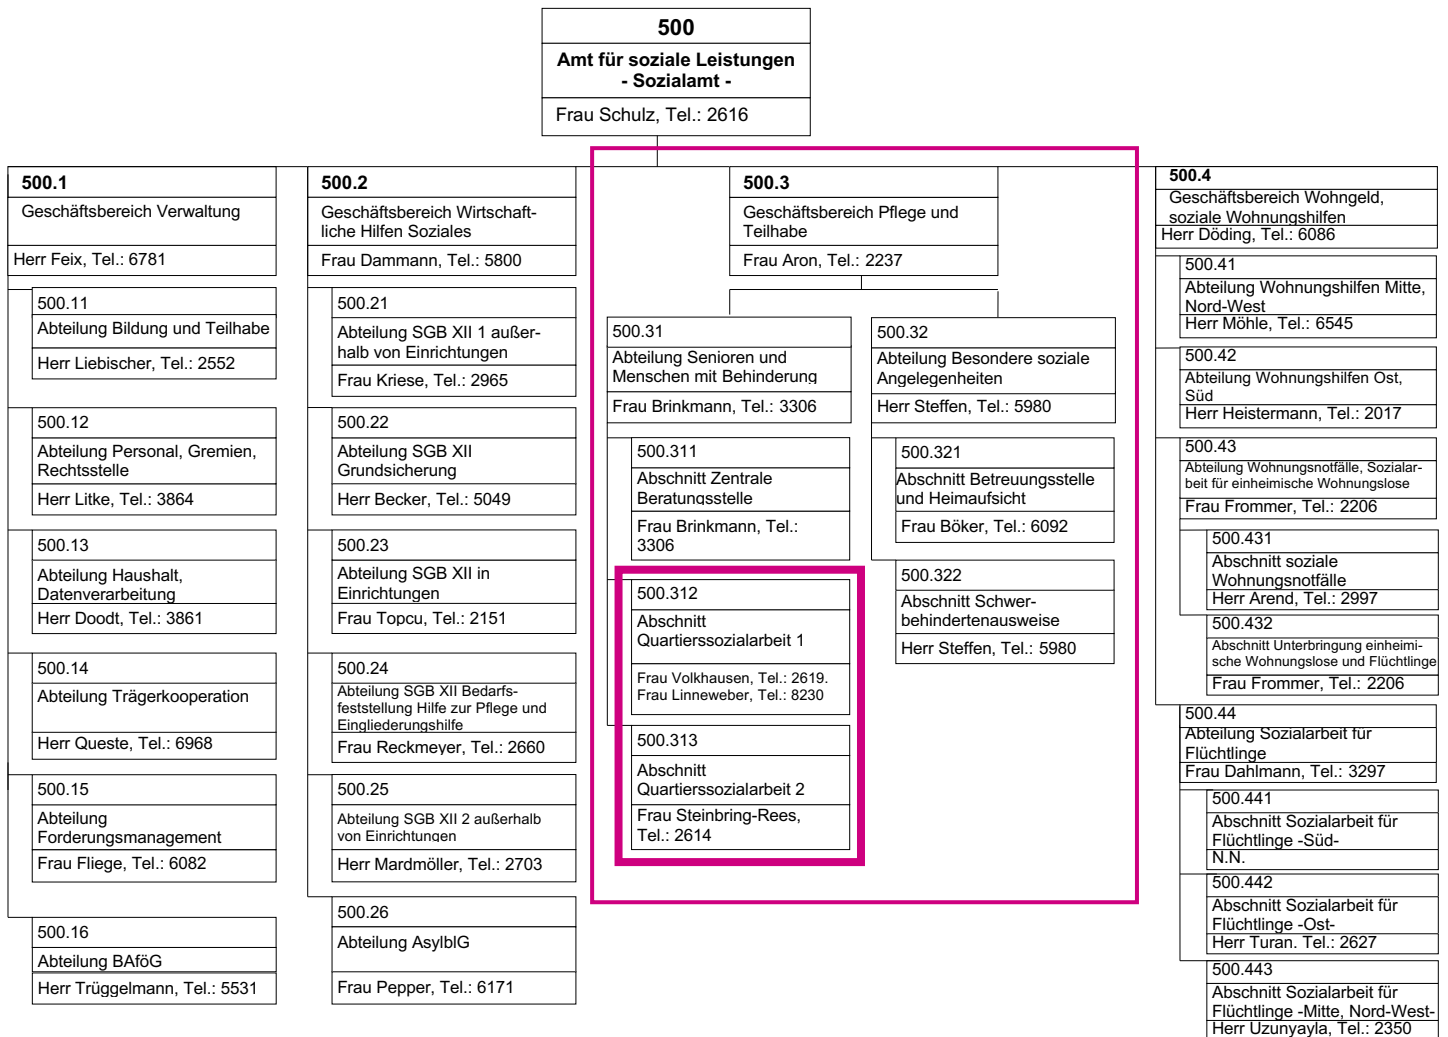 500
Amt für soziale Leistungen
- Sozialamt -
Frau Schulz, Tel.: 2616
500.1
Geschäftsbereich Verwaltung
Herr Feix, Tel.: 6781
500.11
Abteilung Bildung und Teilhabe
Herr Liebischer, Tel.: 2552
500.12
Abteilung Personal, Gremien,
Rechtsstelle
Herr Litke, Tel.: 3864
500.13
Abteilung Haushalt,
Datenverarbeitung
Herr Doodt, Tel.: 3861
500.14
Abteilung Trägerkooperation
Herr Queste, Tel.: 6968
500.15
Abteilung
Forderungsmanagement
Frau Fliege, Tel.: 6082
500.16
Abteilung BAföG
Herr Trüggelmann, Tel.: 5531
500.2
Geschäftsbereich Wirtschaft-
liche Hilfen Soziales
Frau Dammann, Tel.: 5800
500.21
Abteilung SGB XII 1 außer-
halb von Einrichtungen
Frau Kriese, Tel.: 2965
500.22
Abteilung SGB XII
Grundsicherung
Herr Becker, Tel.: 5049
500.23
Abteilung SGB XII in
Einrichtungen
Frau Topcu, Tel.: 2151
500.24
Abteilung SGB XII Bedarfs-
feststellung Hilfe zur Pflege und
Eingliederungshilfe
Frau Reckmeyer, Tel.: 2660
500.25
Abteilung SGB XII 2 außerhalb
von Einrichtungen
Herr Mardmöller, Tel.: 2703
500.26
Abteilung AsylblG
Frau Pepper, Tel.: 6171
500.3
Geschäftsbereich Pflege und
Teilhabe
Frau Aron, Tel.: 2237
500.31
Abteilung Senioren und
Menschen mit Behinderung
Frau Brinkmann, Tel.: 3306
500.311
Abschnitt Zentrale
Beratungsstelle
Frau Brinkmann, Tel.:
3306
500.312
Abschnitt
Quartierssozialarbeit 1
Frau Volkhausen, Tel.: 2619.
Frau Linneweber, Tel.: 8230
500.313
Abschnitt
Quartierssozialarbeit 2
Frau Steinbring-Rees,
Tel.: 2614
500.32
Abteilung Besondere soziale
Angelegenheiten
Herr Steffen, Tel.: 5980
500.321
Abschnitt Betreuungsstelle
und Heimaufsicht
Frau Böker, Tel.: 6092
500.322
Abschnitt Schwer-
behindertenausweise
Herr Steffen, Tel.: 5980
500.4
Geschäftsbereich Wohngeld,
soziale Wohnungshilfen
Herr Döding, Tel.: 6086
500.41
Abteilung Wohnungshilfen Mitte,
Nord-West
Herr Möhle, Tel.: 6545
500.42
Abteilung Wohnungshilfen Ost,
Süd
Herr Heistermann, Tel.: 2017
500.43
Abteilung Wohnungsnotfälle, Sozialar-
beit für einheimische Wohnungslose
Frau Frommer, Tel.: 2206
500.431
Abschnitt soziale
Wohnungsnotfälle
Herr Arend, Tel.: 2997
500.432
Abschnitt Unterbringung einheimi-
sche Wohnungslose und Flüchtlinge
Frau Frommer, Tel.: 2206
500.44
Abteilung Sozialarbeit für
Flüchtlinge
Frau Dahlmann, Tel.: 3297
500.441
Abschnitt Sozialarbeit für
Flüchtlinge -Süd-
N.N.
500.442
Abschnitt Sozialarbeit für
Flüchtlinge -Ost-
Herr Turan. Tel.: 2627
500.443
Abschnitt Sozialarbeit für
Flüchtlinge -Mitte, Nord-West-
Herr Uzunyayla, Tel.: 2350